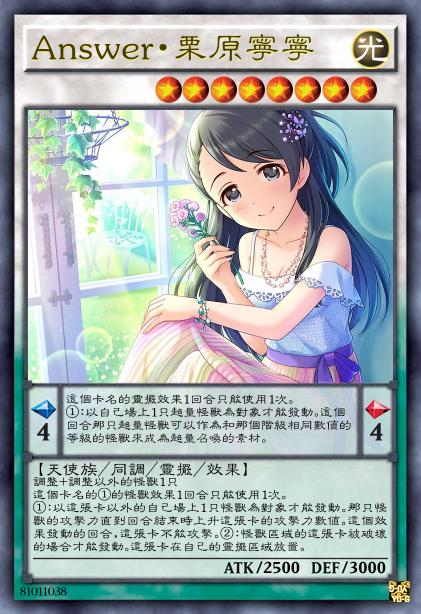 Answer·栗原寧寧
光
這個卡名的靈擺效果1回合只能使用1次。
①:以自己場上1只超量怪獸為對象才能發動。這個
回合那只超量怪獸可以作為和那個階級相同數值的
等級的怪獸來成為超量召喚的素材。
4
4
【天使族/同調/靈擺/效果】
調整+調整以外的怪獸1只
這個卡名的①的怪獸效果1回合只能使用1次。
①:以這張卡以外的自己場上1只怪獸為對象才能發動。那只怪
獸的攻擊力直到回合結束時上升這張卡的攻擊力數值。這個效
果發動的回合,這張卡不能攻擊。②:怪獸區域的這張卡被破壞
的場合才能發動。這張卡在自己的靈擺區域放置。
ATK/2500 DEF/3000
81011038